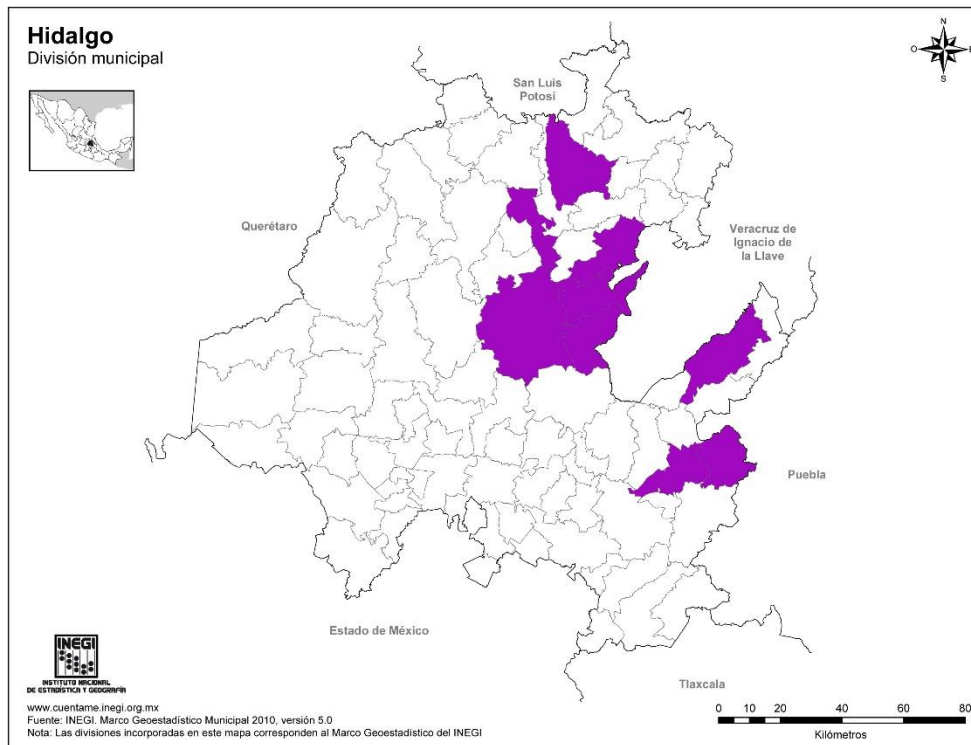 Hidalgo
División municipal
N
O
E
S
San Luis
Potosí
Querétaro
Veracruz de
Ignacio de
la Llave
Puebla
Estado de México
Tlaxcala
INEGI
INSTITUTO NACIONAL
DE ESTADÍSTICA Y GEOGRAFÍA
www.cuentame.inegi.org.mx
Fuente: INEGI. Marco Geoestadístico Municipal 2010, versión 5.0
Nota: Las divisiones incorporadas en este mapa corresponden al Marco Geoestadístico del INEGI
0 10 20 40 60 80
Kilómetros